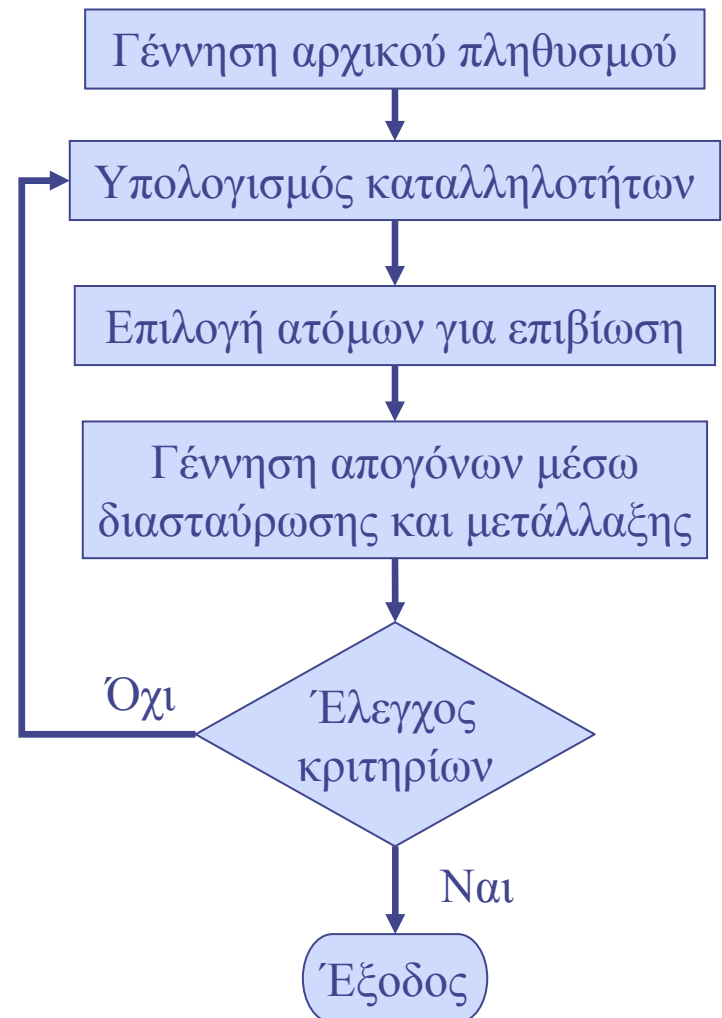 Γέννηση αρχικού πληθυσμού
Υπολογισμός καταλληλοτήτων
Επιλογή ατόμων για επιβίωση
Γέννηση απογόνων μέσω
διασταύρωσης και μετάλλαξης
Όχι
Έλεγχος
κριτηρίων
Ναι
Έξοδος